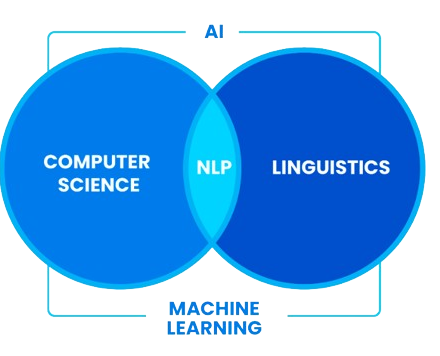 AI
COMPUTER
SCIENCE
NLP
LINGUISTICS
MACHINE
LEARNING